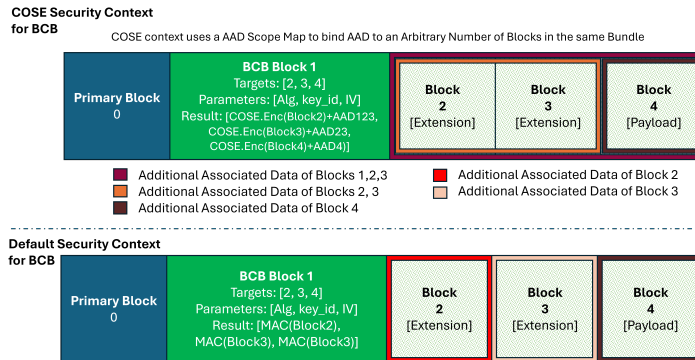 COSE Security Context
for BCB
COSE context uses a AAD Scope Map to bind AAD to an Arbitrary Number of Blocks in the same Bundle
Primary Block
0
BCB Block 1
Targets: [2, 3, 4]
Parameters: [Alg, key_id, IV]
Result: [COSE.Enc(Block2)+AAD123,
COSE.Enc(Block3)+AAD23,
COSE.Enc(Block4)+AAD4)]
Block
2
[Extension]
Block
3
[Extension]
Block
4
[Payload]
Additional Associated Data of Blocks 1,2,3
Additional Associated Data of Blocks 2, 3
Additional Associated Data of Block 4
Additional Associated Data of Block 2
Additional Associated Data of Block 3
Default Security Context
for BCB
Primary Block
0
BCB Block 1
Targets: [2, 3, 4]
Parameters: [Alg, key_id, IV]
Result: [MAC(Block2),
MAC(Block3), MAC(Block3)]
Block
2
[Extension]
Block
3
[Extension]
Block
4
[Payload]